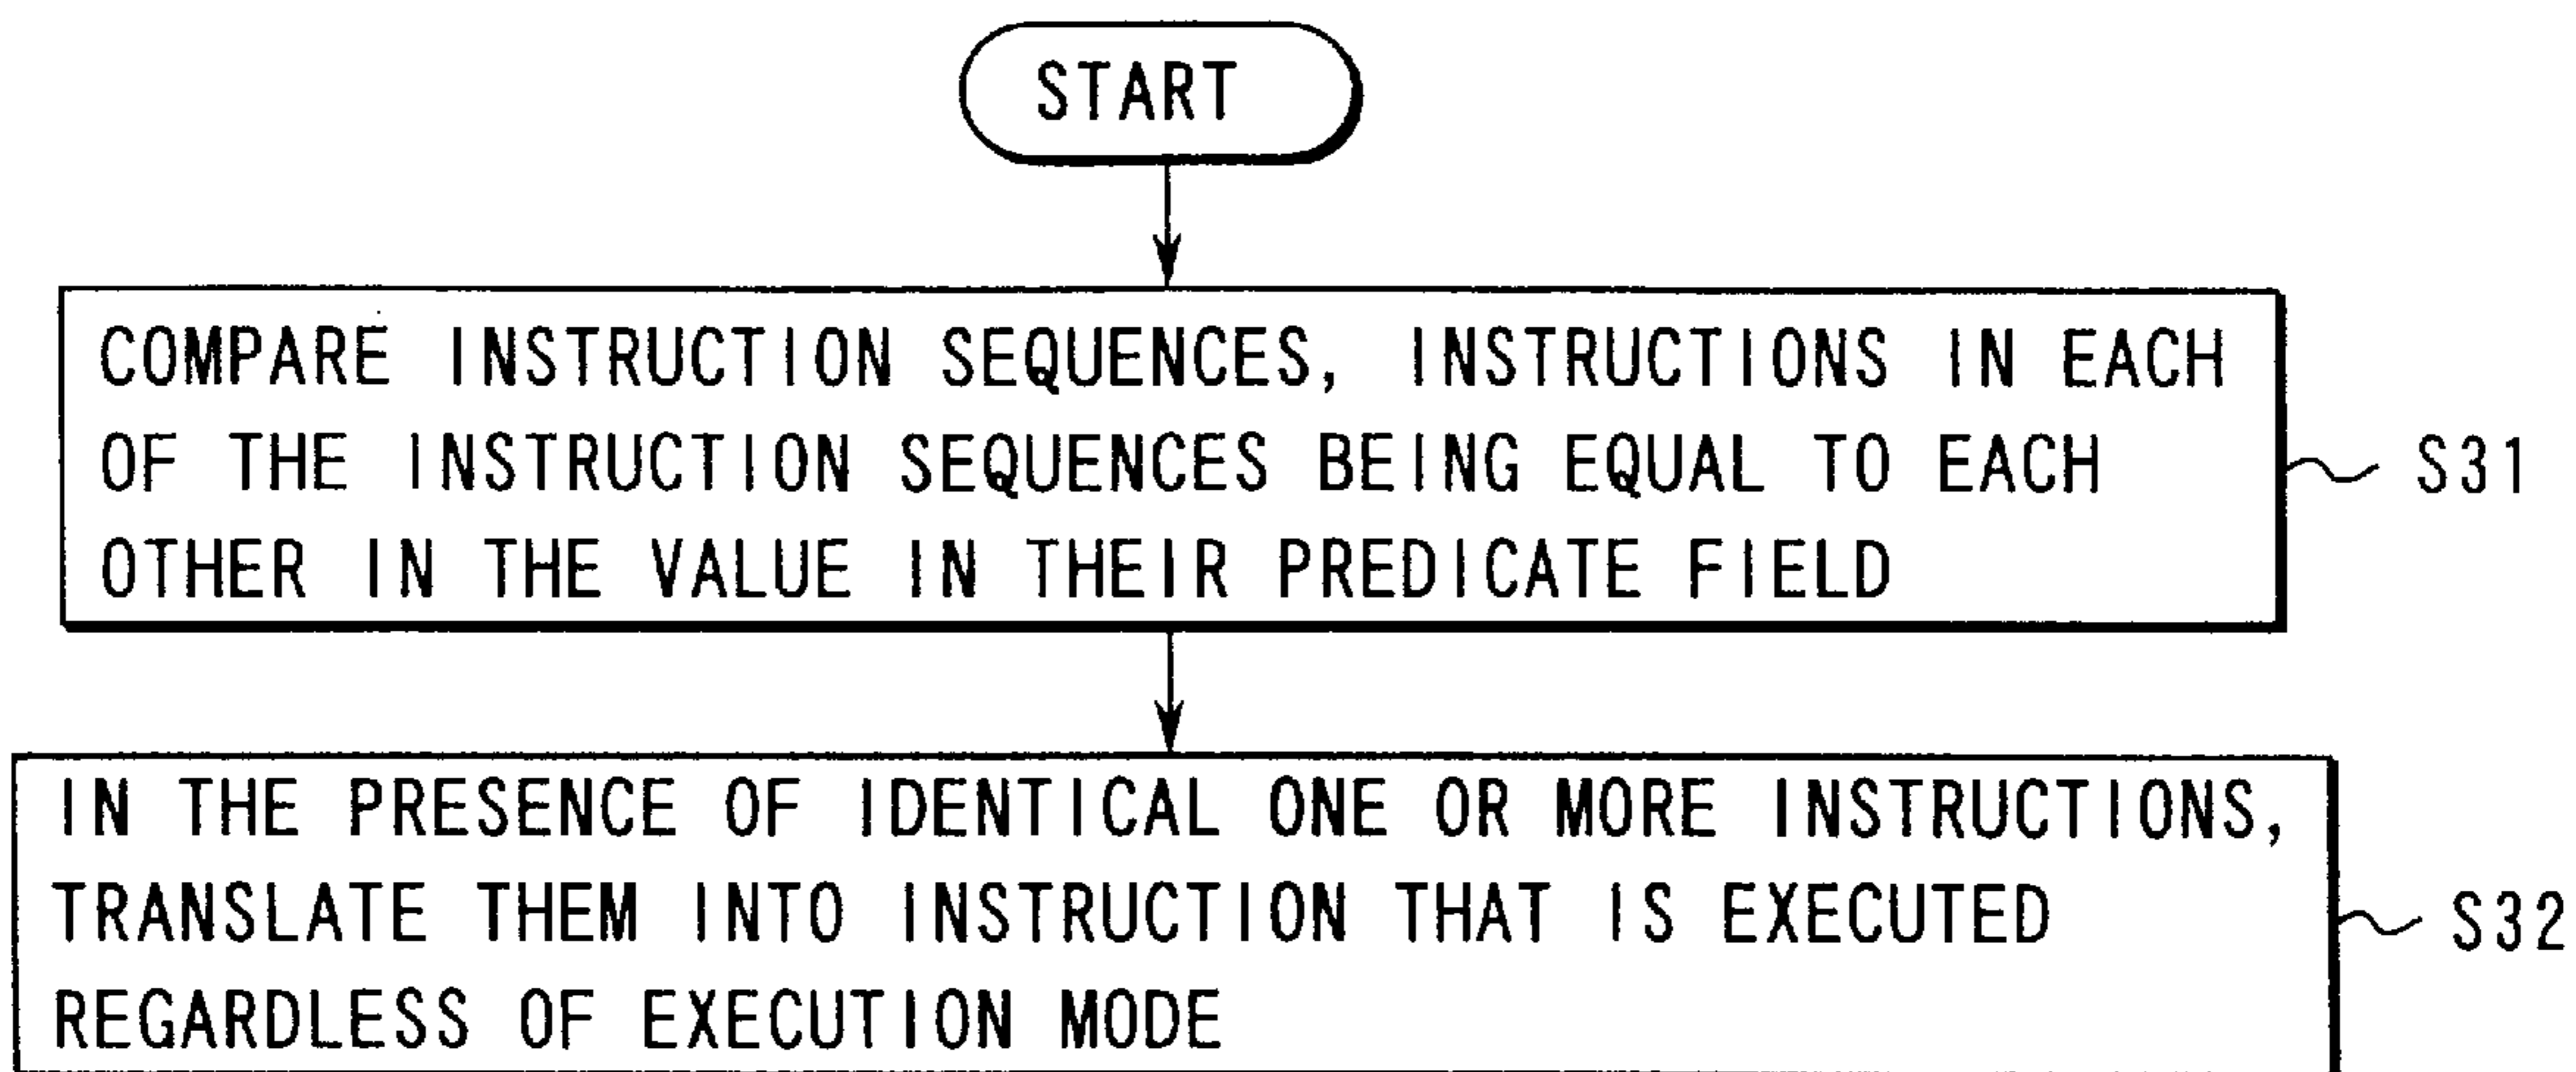 START
COMPARE INSTRUCTION SEQUENCES, INSTRUCTIONS IN EACH
OF THE INSTRUCTION SEQUENCES BEING EQUAL TO EACH
OTHER IN THE VALUE IN THEIR PREDICATE FIELD
S31
IN THE PRESENCE OF IDENTICAL ONE OR MORE INSTRUCTIONS,
TRANSLATE THEM INTO INSTRUCTION THAT IS EXECUTED
REGARDLESS OF EXECUTION MODE
S32